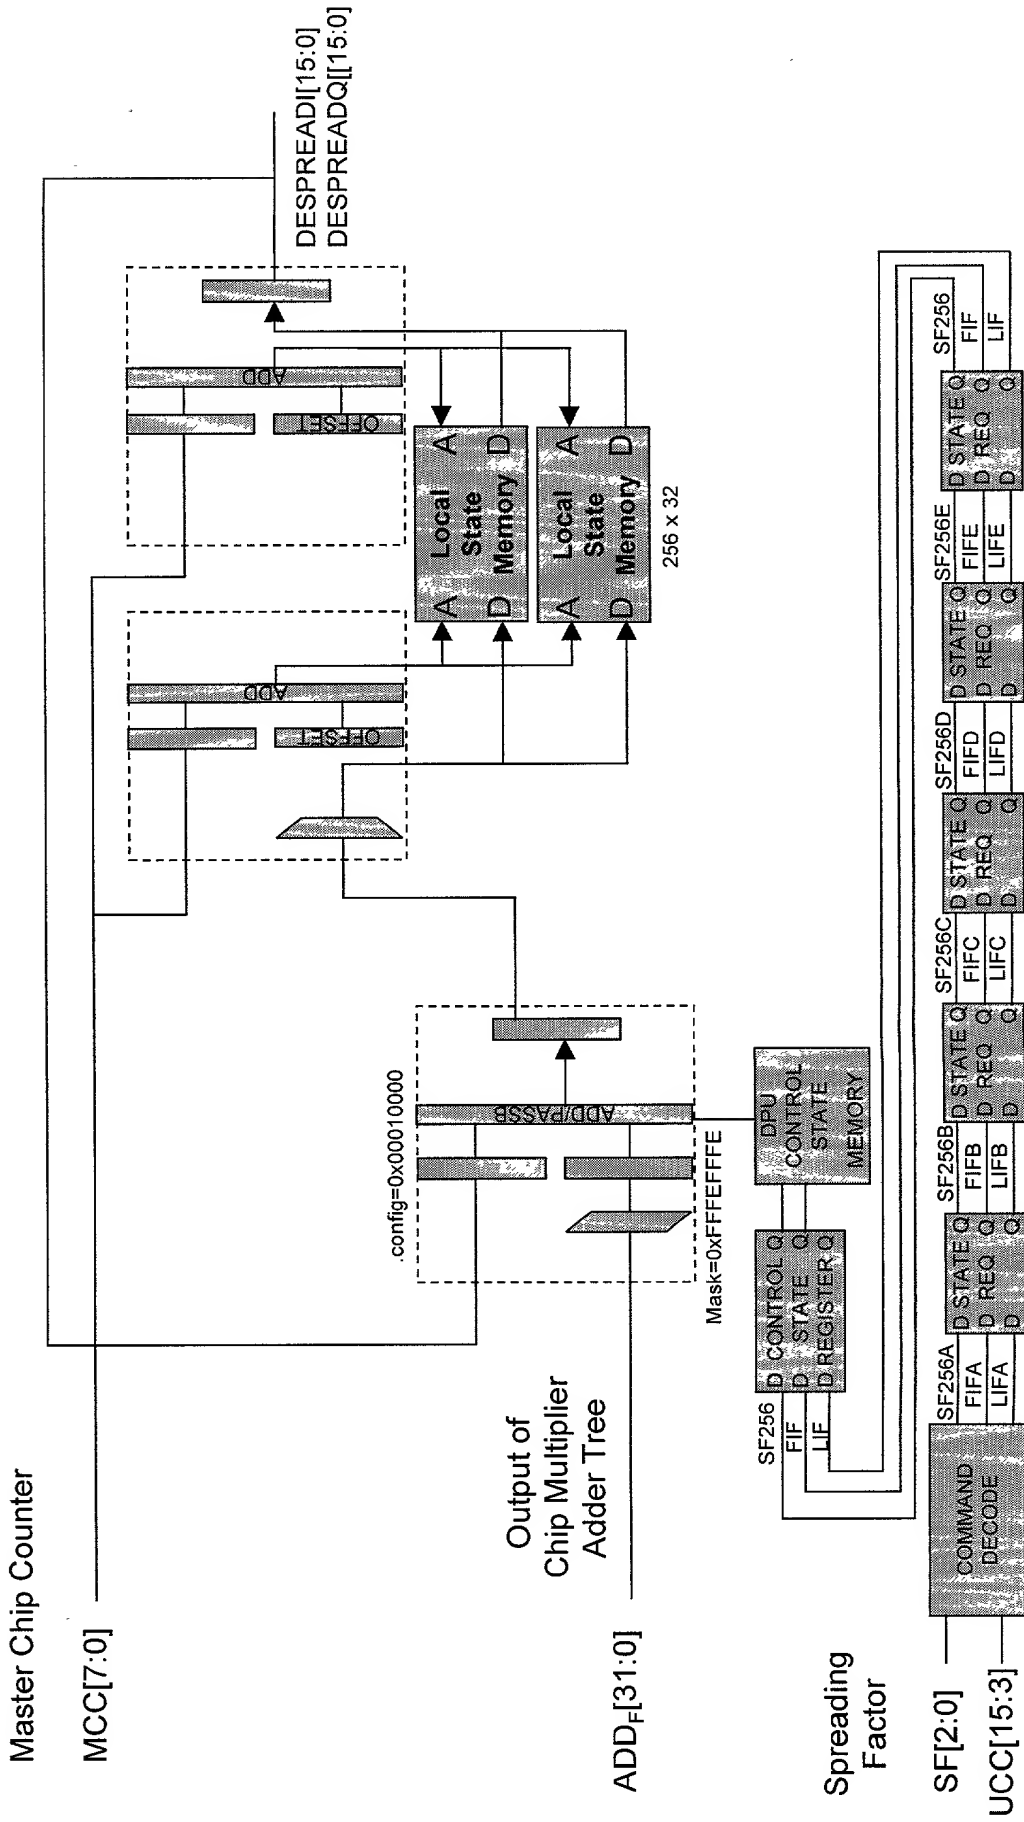 Master Chip Counter
MCC[7:0]
DESPREADI[15:0]
DESPREADQ[[15:0]
ADD
OFFSET
ADD
OFFSET
Local
State
Memory
A
D
A
D
Local
State
Memory
A
D
A
D
256 x 32
.config=0x00010000
ADD/PASSB
Mask=0xFFFEFFFE
Output of
Chip Multiplier
Adder Tree
ADDF[31:0]
DPU
CONTROL
STATE
MEMORY
D CONTROL Q
D STATE Q
D REGISTER Q
SF256
FIF
LIF
Spreading
Factor
SF[2:0]
UCC[15:3]
COMMAND
DECODE
SF256A
FIFA
LIFA
D STATE Q
D REQ Q
D Q
SF256B
FIFB
LIFB
D STATE Q
D REQ Q
D Q
SF256C
FIFC
LIFC
D STATE Q
D REQ Q
D Q
SF256D
FIFD
LIFD
D STATE Q
D REQ Q
D Q
SF256E
FIFE
LIFE
D STATE Q
D REQ Q
D Q
SF256
FIF
LIF